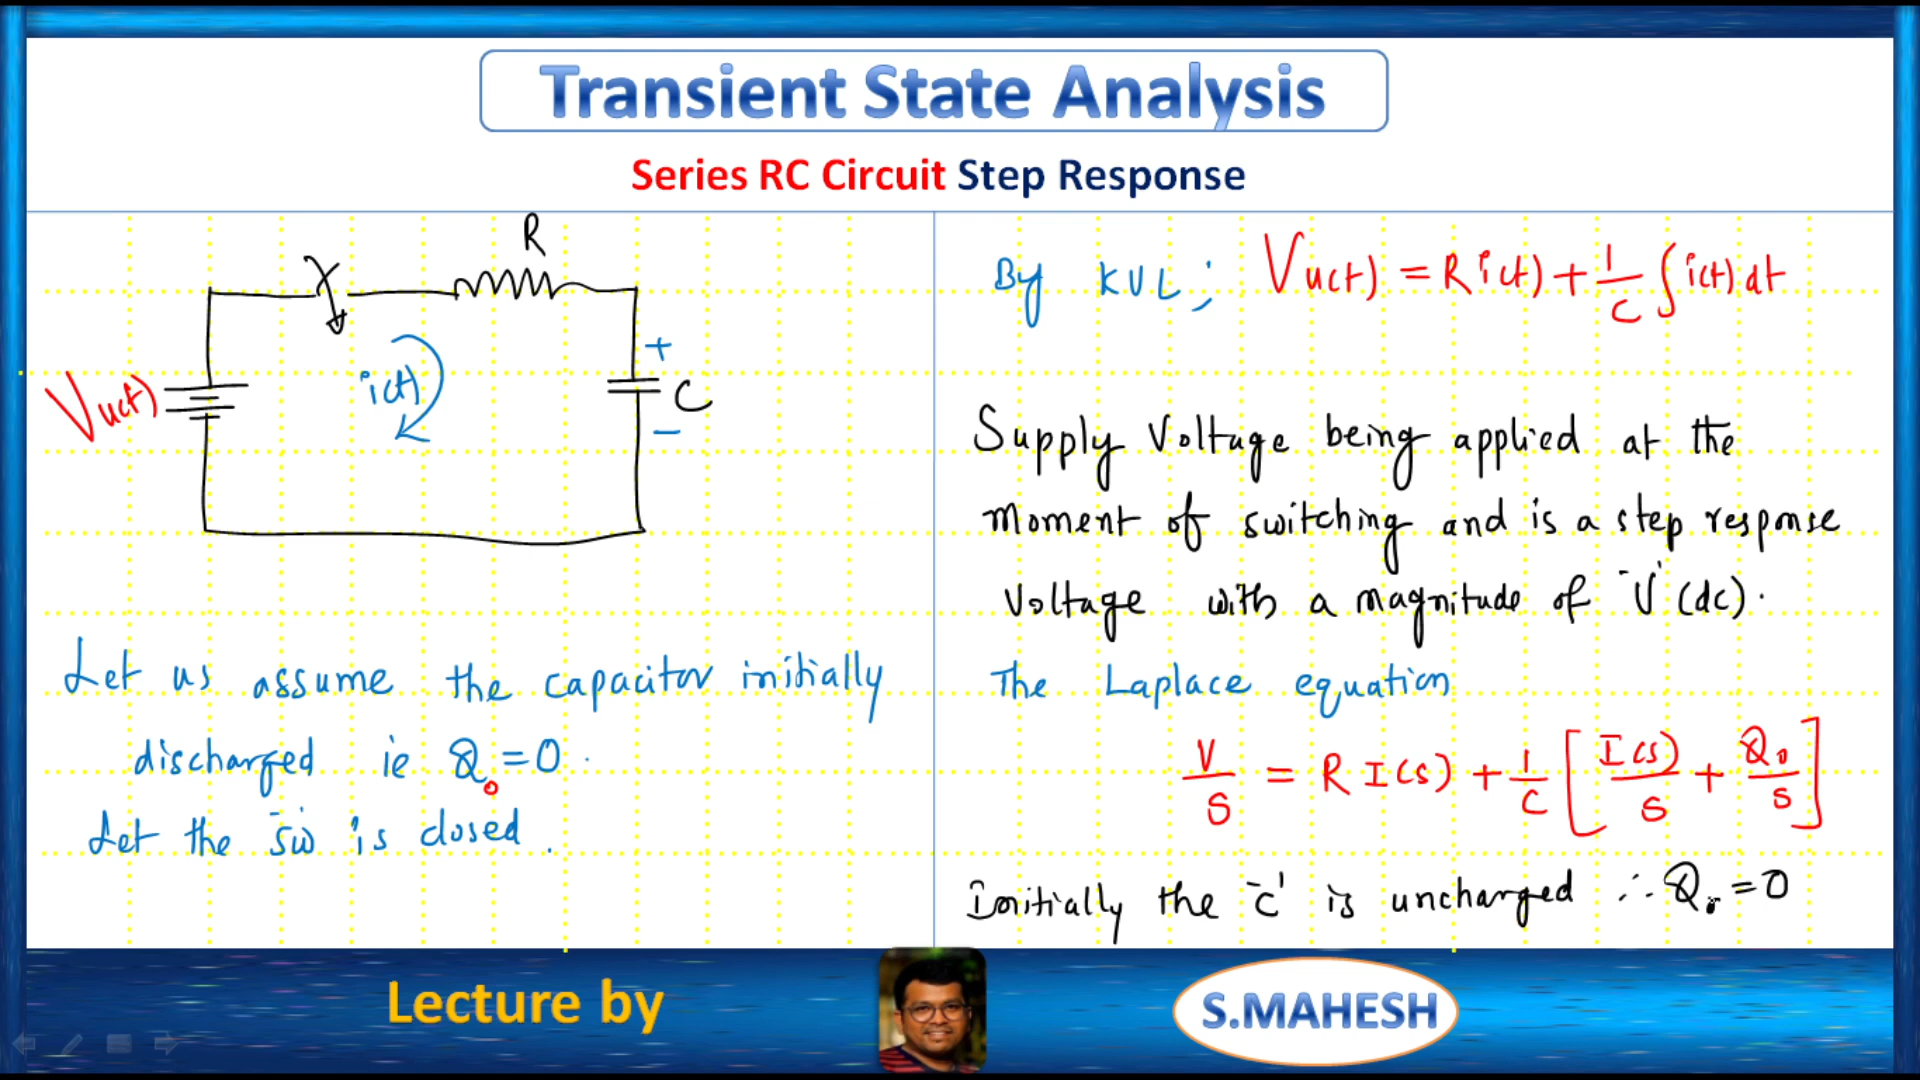 Transient State Analysis
Series RC Circuit Step Response
R
Vu(t)
i(t)
+
C
−
Let us assume the capacitor initially
discharged ie Q₀ = 0.
Let the 'sw' is closed.
By KVL; Vu(t) = Ri(t) + 1/C ∫i(t) dt
Supply Voltage being applied at the
moment of switching and is a step response
Voltage with a magnitude of 'V' (dc).
The Laplace equation
V/S = R I(s) + 1/C [I(s)/S + Q₀/S]
Initially the 'C' is uncharged ∴ Q₀ = 0
Lecture by
S.MAHESH